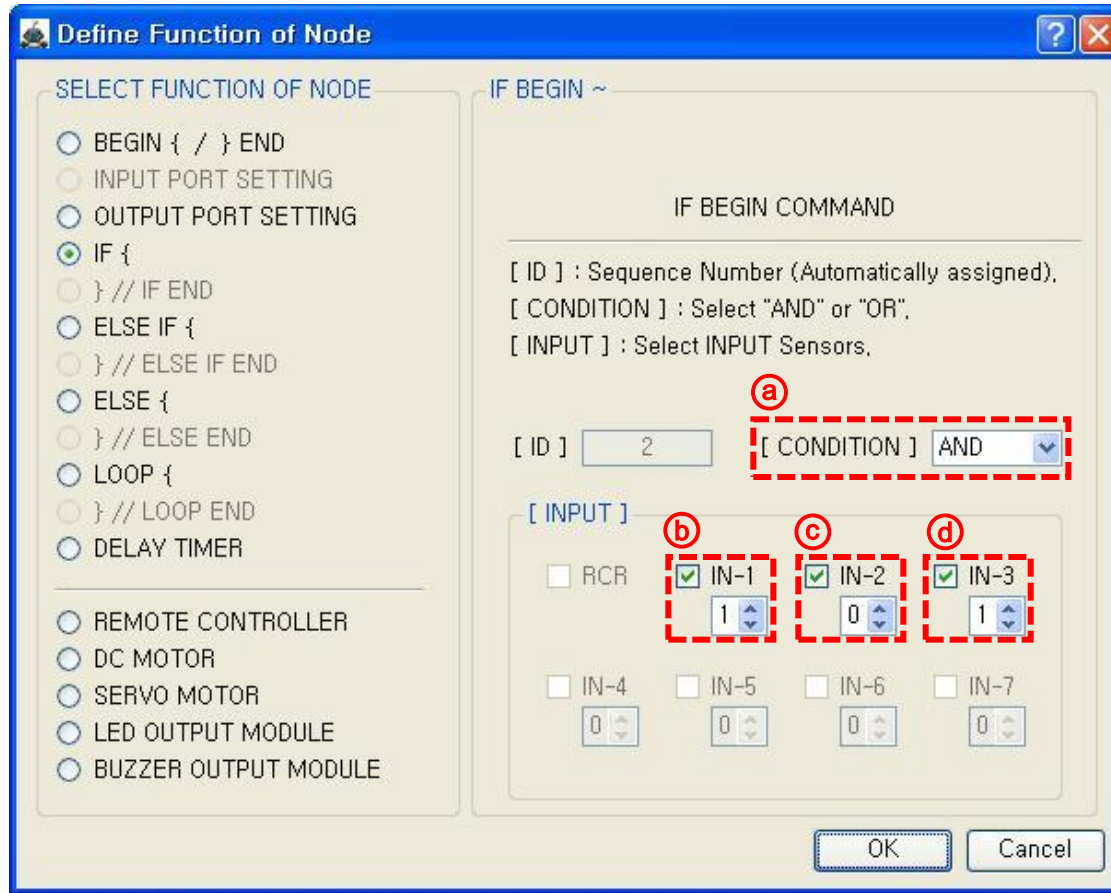 Define Function of Node
SELECT FUNCTION OF NODE
BEGIN { / } END
INPUT PORT SETTING
OUTPUT PORT SETTING
IF {
} // IF END
ELSE IF {
} // ELSE IF END
ELSE {
} // ELSE END
LOOP {
} // LOOP END
DELAY TIMER
REMOTE CONTROLLER
DC MOTOR
SERVO MOTOR
LED OUTPUT MODULE
BUZZER OUTPUT MODULE
IF BEGIN ~
IF BEGIN COMMAND
[ ID ] : Sequence Number (Automatically assigned),
[ CONDITION ] : Select "AND" or "OR",
[ INPUT ] : Select INPUT Sensors,
ⓐ
[ ID ] 2 [ CONDITION ] AND
[ INPUT ]
ⓑ ⓒ ⓓ
RCR IN-1 IN-2 IN-3
1 0 1
IN-4 IN-5 IN-6 IN-7
0 0 0 0
OK Cancel